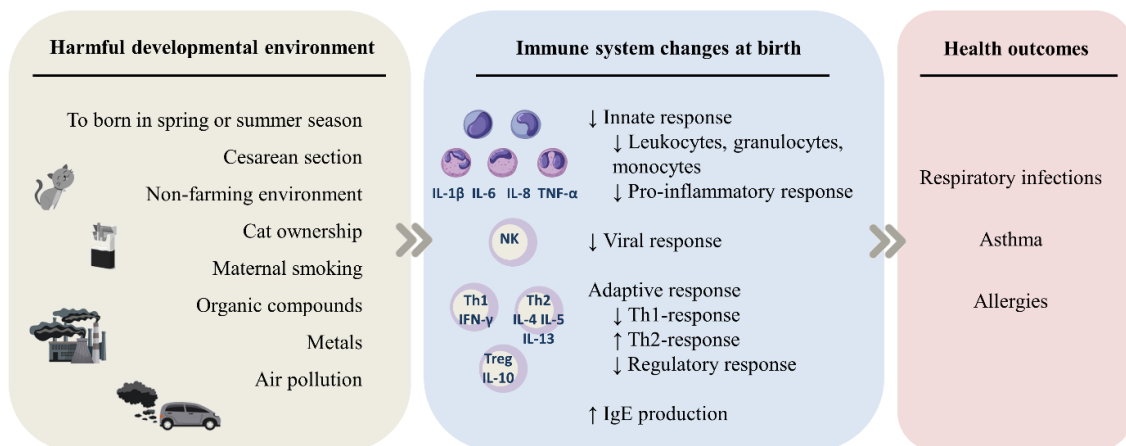 Harmful developmental environment
To born in spring or summer season
Cesarean section
Non-farming environment
Cat ownership
Maternal smoking
Organic compounds
Metals
Air pollution
Immune system changes at birth
IL-1β IL-6 IL-8 TNF-α
NK
Th1
IFN-γ
Th2
IL-4 IL-5
IL-13
Treg
IL-10
↓ Innate response
↓ Leukocytes, granulocytes,
monocytes
↓ Pro-inflammatory response
↓ Viral response
Adaptive response
↓ Th1-response
↑ Th2-response
↓ Regulatory response
↑ IgE production
Health outcomes
Respiratory infections
Asthma
Allergies